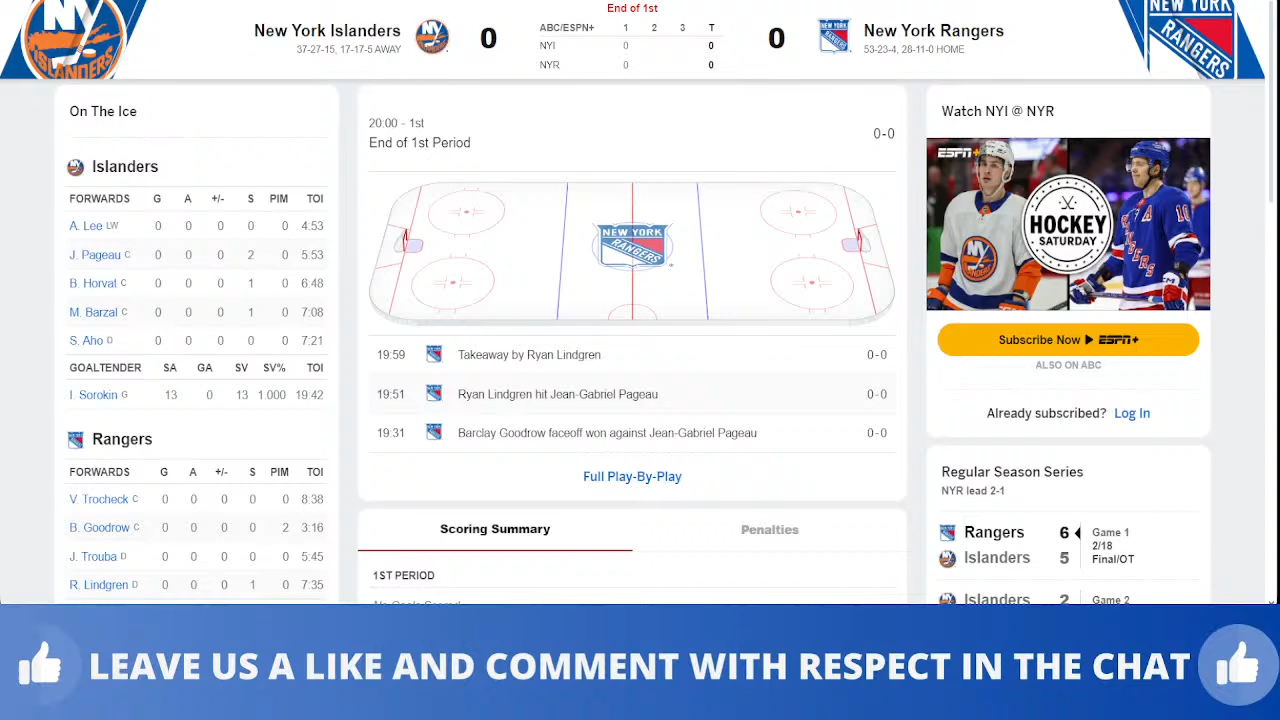 End of 1st
New York Islanders
37-27-15, 17-17-5 AWAY
0
ABC/ESPN+ 1 2 3 T
NYI 0 0
NYR 0 0
0
New York Rangers
53-23-4, 28-11-0 HOME
NY
ISLANDERS
NEW YORK
RANGERS
On The Ice
Islanders
FORWARDS G A +/- S PIM TOI
A. Lee LW 0 0 0 0 0 4:53
J. Pageau C 0 0 0 2 0 5:53
B. Horvat C 0 0 0 1 0 6:48
M. Barzal C 0 0 0 1 0 7:08
S. Aho D 0 0 0 0 0 7:21
GOALTENDER SA GA SV SV% TOI
I. Sorokin G 13 0 13 1.000 19:42
Rangers
FORWARDS G A +/- S PIM TOI
V. Trocheck C 0 0 0 0 0 8:38
B. Goodrow C 0 0 0 0 2 3:16
J. Trouba D 0 0 0 0 0 5:45
R. Lindgren D 0 0 0 1 0 7:35
20:00 - 1st
End of 1st Period
0-0
NEW YORK
RANGERS
19:59 Takeaway by Ryan Lindgren 0-0
19:51 Ryan Lindgren hit Jean-Gabriel Pageau 0-0
19:31 Barclay Goodrow faceoff won against Jean-Gabriel Pageau 0-0
Full Play-By-Play
Scoring Summary Penalties
1ST PERIOD
No Goals Scored
Watch NYI @ NYR
ESPN+
HOCKEY
SATURDAY
A 10
Subscribe Now ▶ ESPN+
ALSO ON ABC
Already subscribed? Log In
Regular Season Series
NYR lead 2-1
Rangers 6 Game 1
2/18
Islanders 5 Final/OT
Islanders 2 Game 2
LEAVE US A LIKE AND COMMENT WITH RESPECT IN THE CHAT